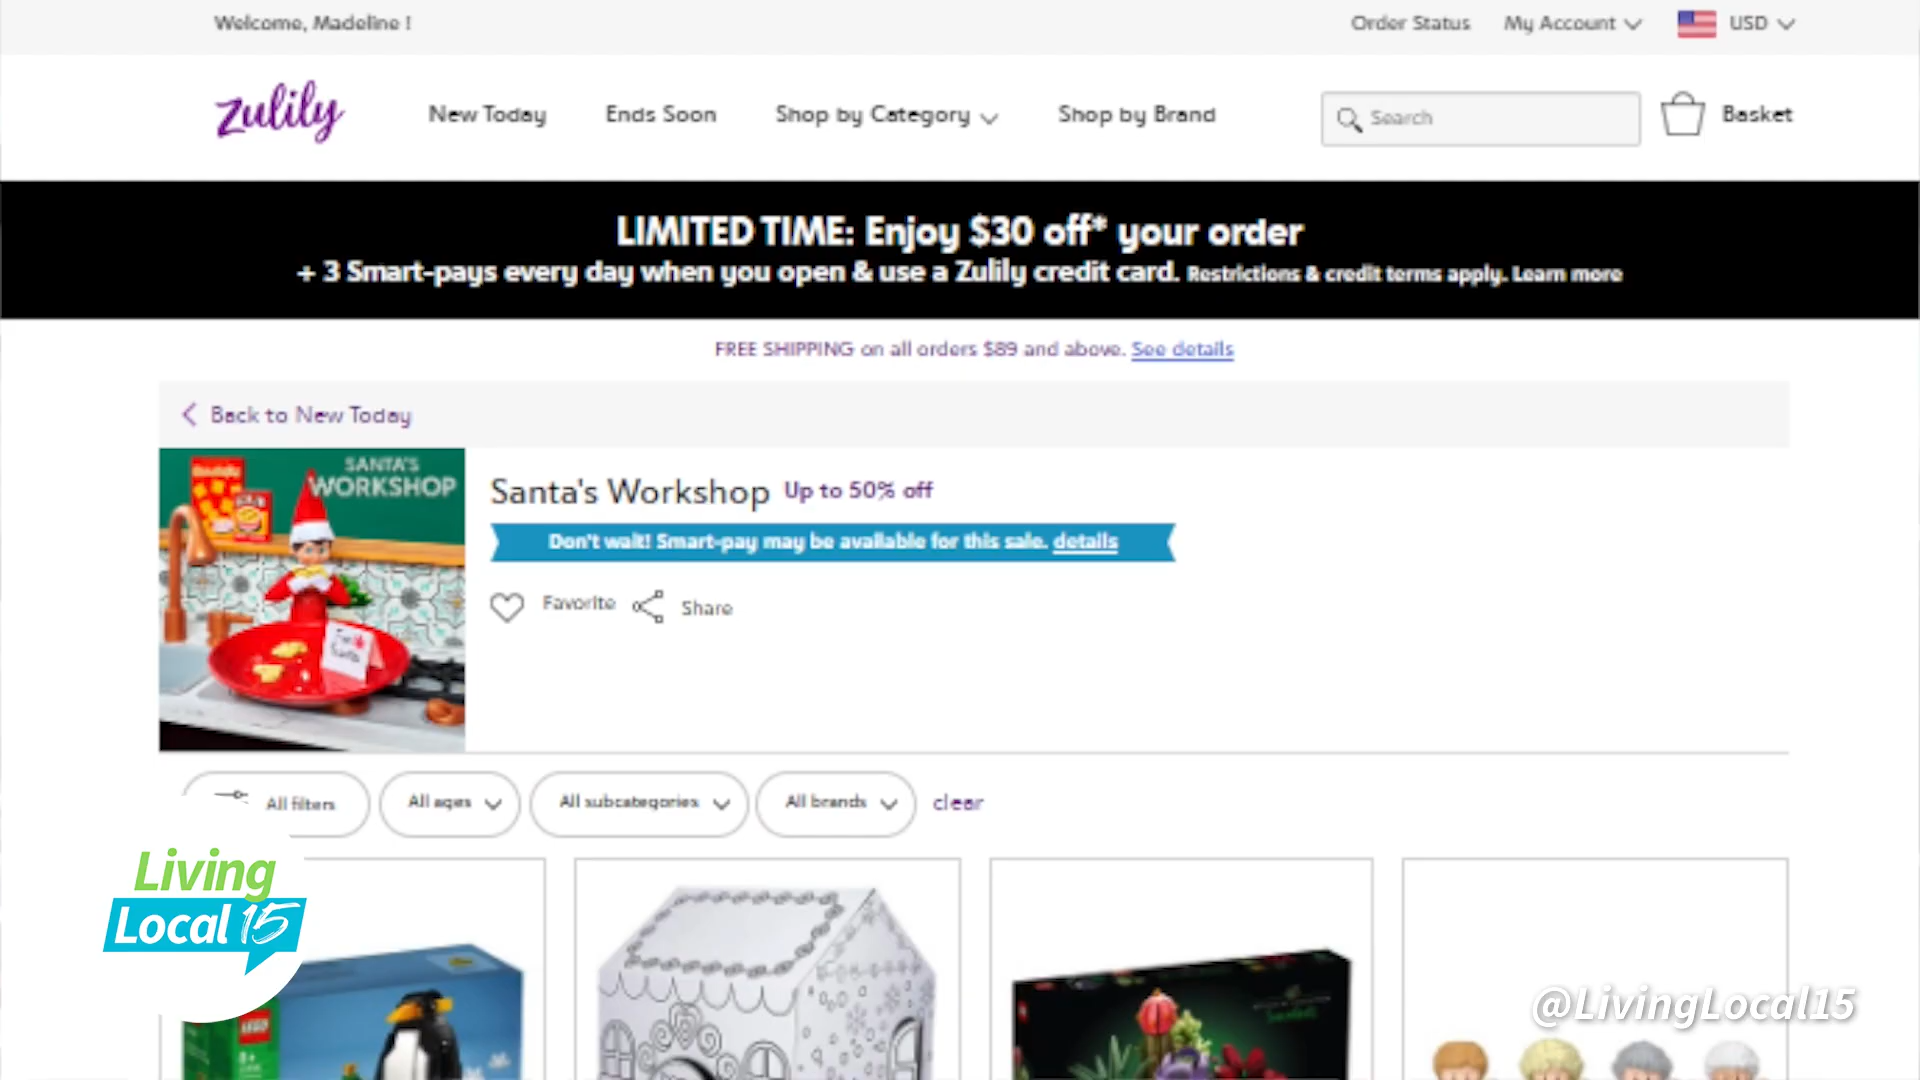 Welcome, Madeline !
Order Status My Account USD
zulily
New Today Ends Soon Shop by Category Shop by Brand Search Basket
LIMITED TIME: Enjoy $30 off* your order
+ 3 Smart-pays every day when you open & use a Zulily credit card. Restrictions & credit terms apply. Learn more
FREE SHIPPING on all orders $89 and above. See details
Back to New Today
SANTA'S
WORKSHOP
Santa's Workshop Up to 50% off
Don't wait! Smart-pay may be available for this sale. details
Favorite Share
All filters All ages All subcategories All brands clear
Living
Local 15
LEGO
@LivingLocal15